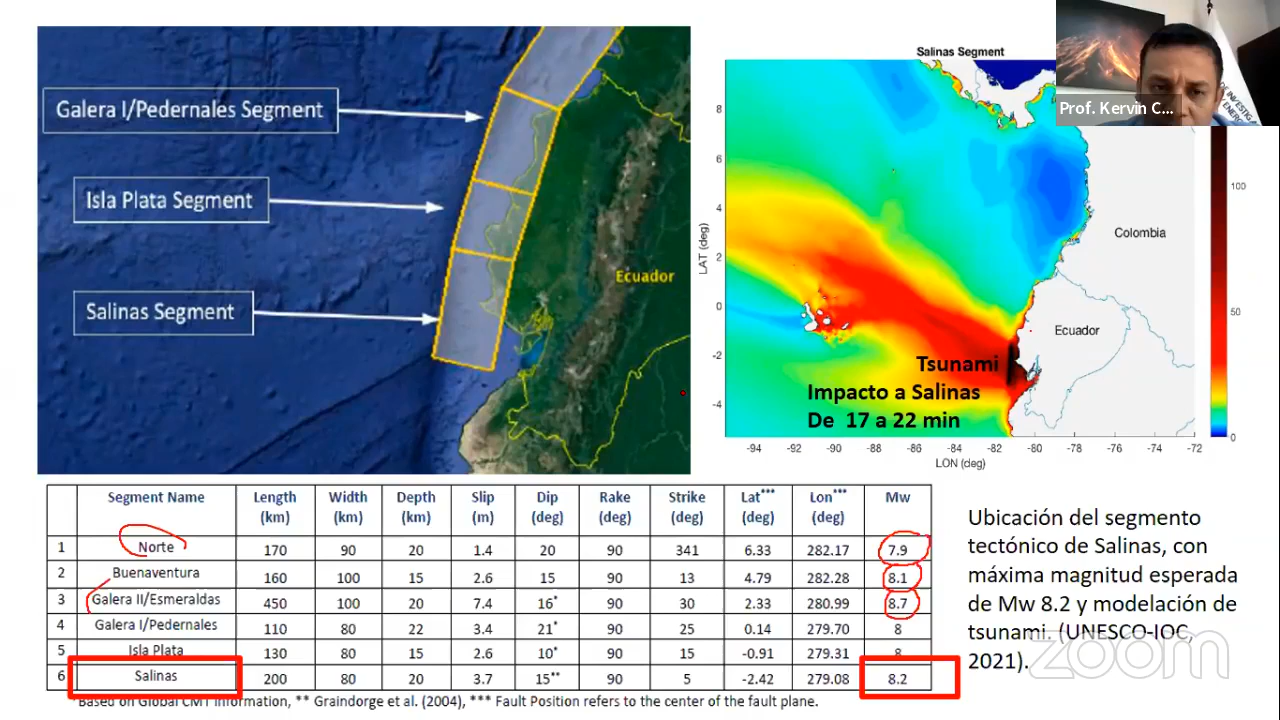 Galera I/Pedernales Segment
Isla Plata Segment
Salinas Segment
Ecuador
Salinas Segment
LAT (deg)
8
6
4
2
0
-2
-4
-94 -92 -90 -88 -86 -84 -82 -80 -78 -76 -74 -72
LON (deg)
Colombia
Ecuador
Tsunami
Impacto a Salinas
De 17 a 22 min
100
50
0
Prof. Kervin C...
Segment Name Length (km) Width (km) Depth (km) Slip (m) Dip (deg) Rake (deg) Strike (deg) Lat*** (deg) Lon*** (deg) Mw
1 Norte 170 90 20 1.4 20 90 341 6.33 282.17 7.9
2 Buenaventura 160 100 15 2.6 15 90 13 4.79 282.28 8.1
3 Galera II/Esmeraldas 450 100 20 7.4 16* 90 30 2.33 280.99 8.7
4 Galera I/Pedernales 110 80 22 3.4 21* 90 25 0.14 279.70 8
5 Isla Plata 130 80 15 2.6 10* 90 15 -0.91 279.31 8
6 Salinas 200 80 20 3.7 15** 90 5 -2.42 279.08 8.2
*Based on Global CMT information, ** Graindorge et al. (2004), *** Fault Position refers to the center of the fault plane.
Ubicación del segmento
tectónico de Salinas, con
máxima magnitud esperada
de Mw 8.2 y modelación de
tsunami. (UNESCO-IOC,
2021).
zoom